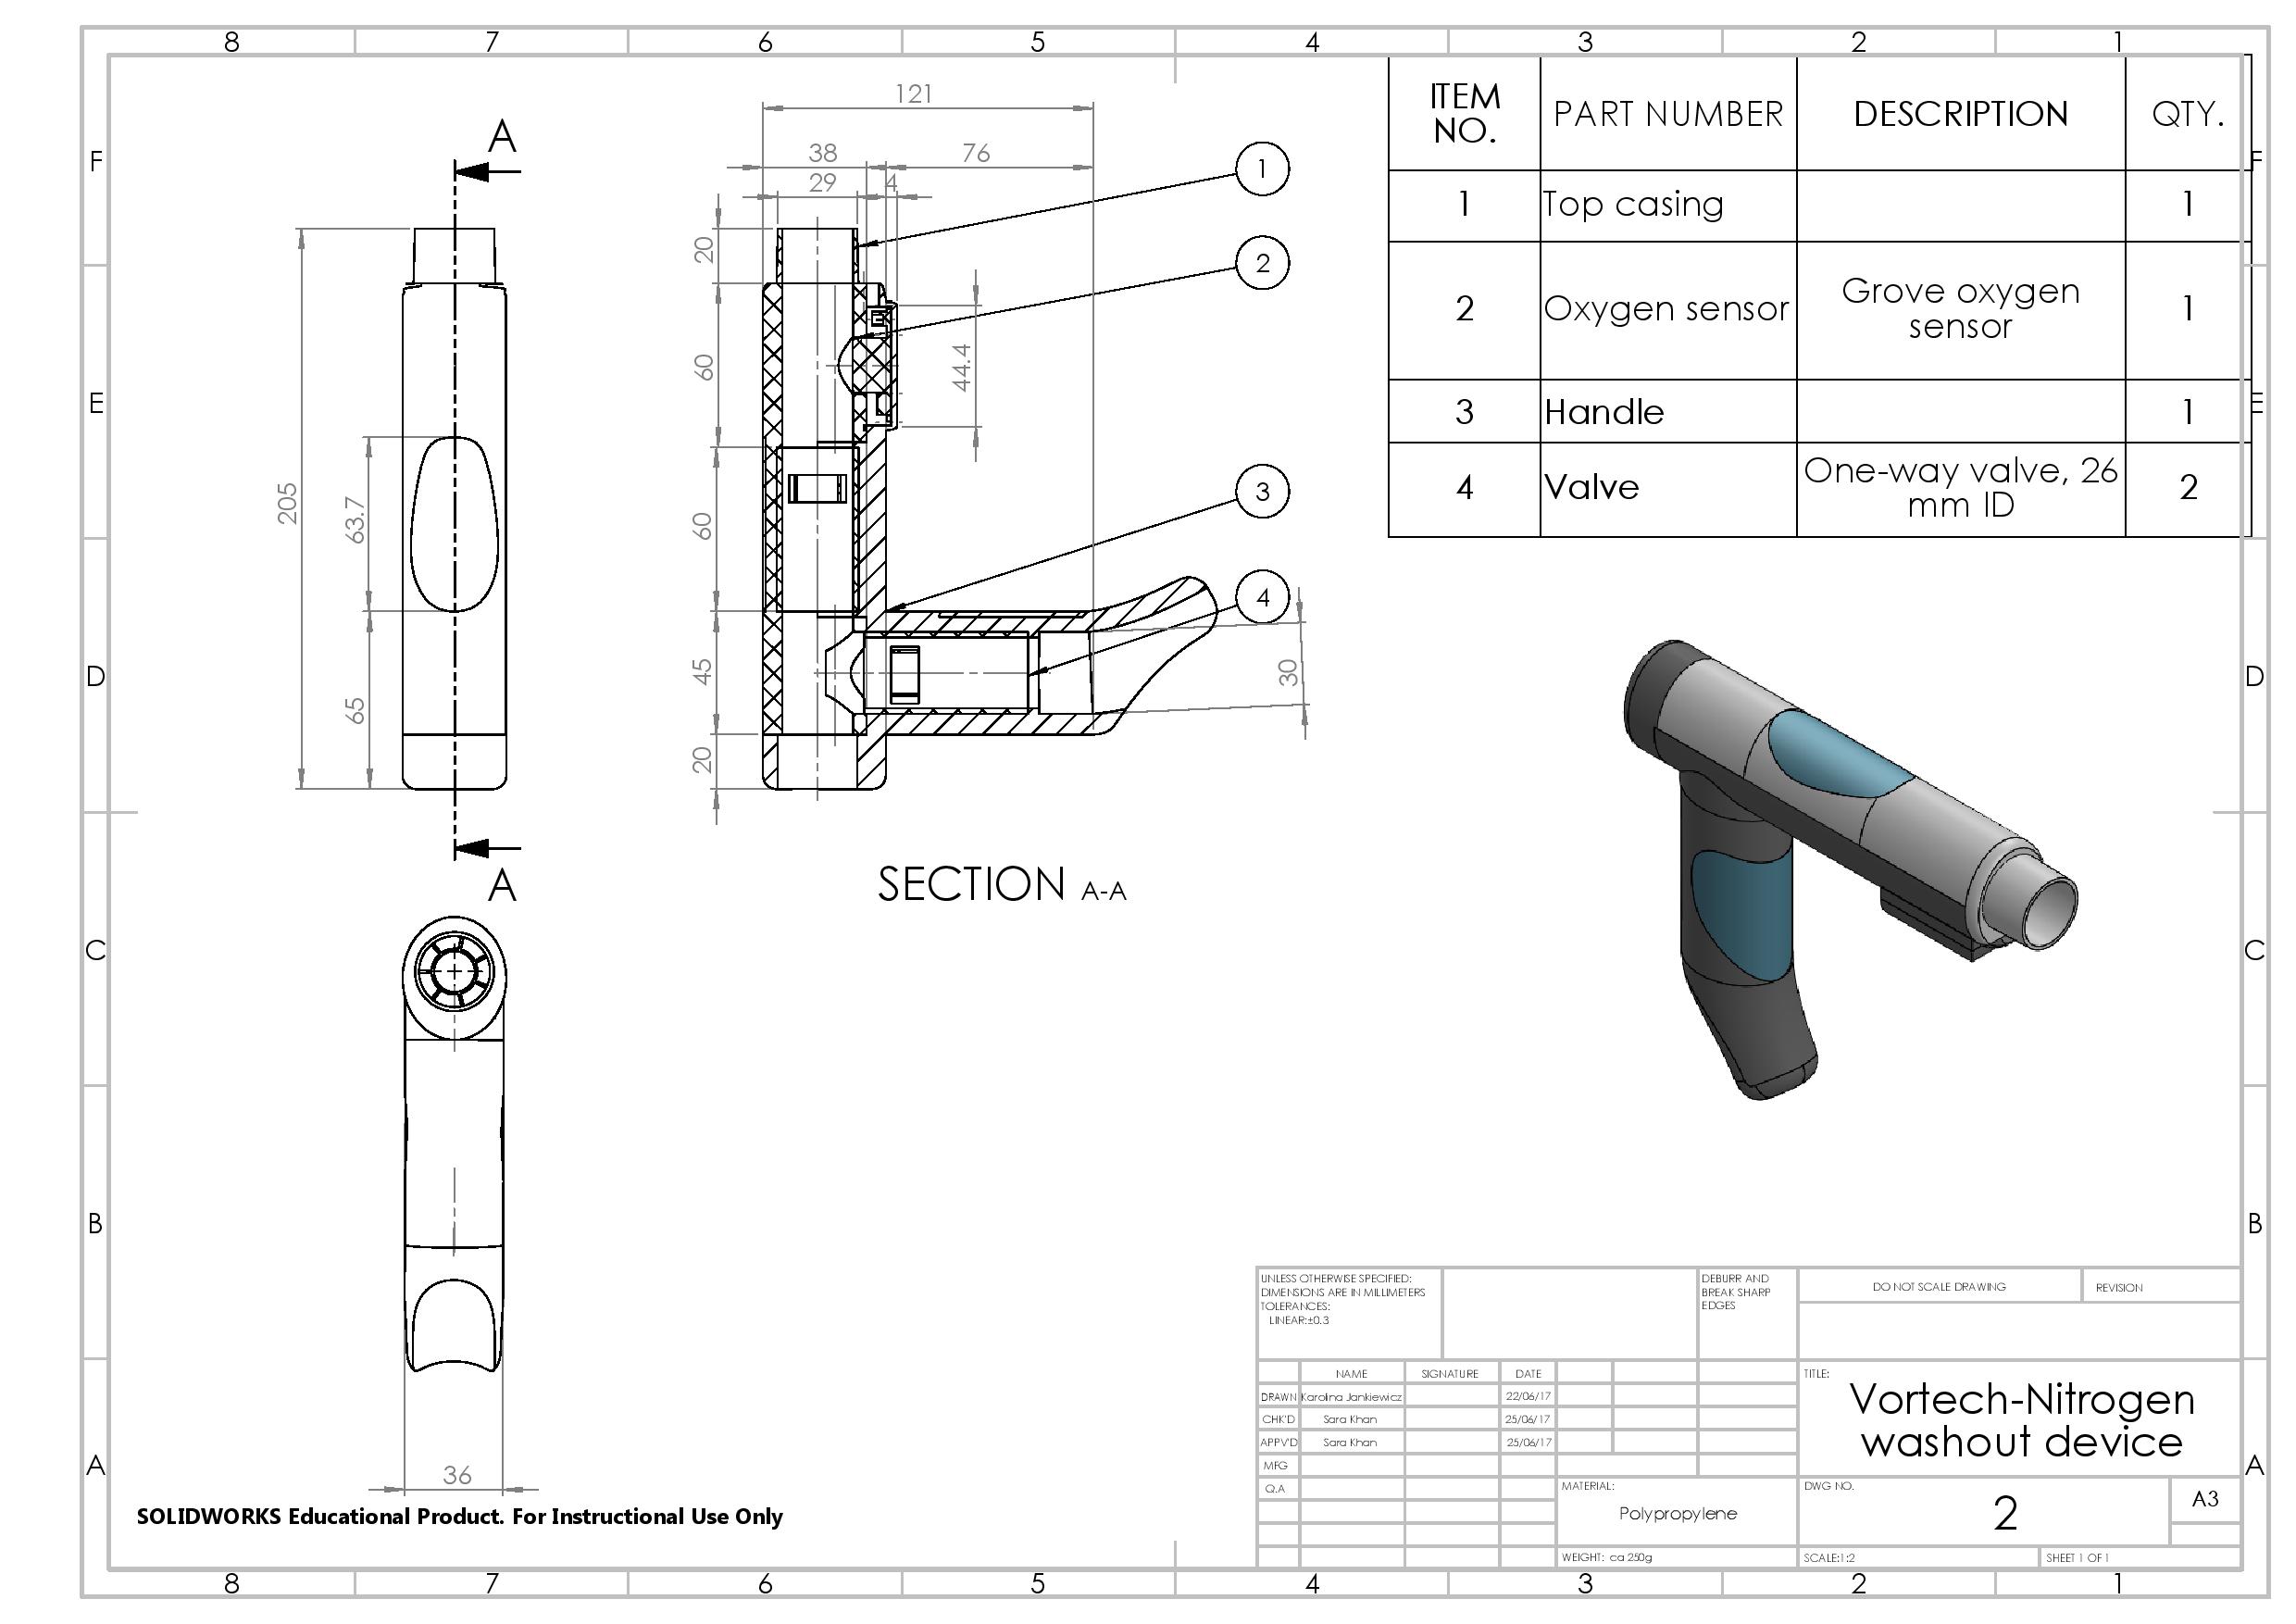 8 7 6 5 4 3 2 1
F
E
D
C
B
A
F
E
D
C
B
A
A
A
205
63.7
65
121
38
76
29
4
20
60
60
45
20
44.4
30
1
2
3
4
SECTION A-A
36
ITEM NO. PART NUMBER DESCRIPTION QTY.
1 Top casing 1
2 Oxygen sensor Grove oxygen sensor 1
3 Handle 1
4 Valve One-way valve, 26 mm ID 2
UNLESS OTHERWISE SPECIFIED:
DIMENSIONS ARE IN MILLIMETERS
TOLERANCES:
LINEAR:±0.3
DEBURR AND
BREAK SHARP
EDGES
DO NOT SCALE DRAWING
REVISION
NAME SIGNATURE DATE
DRAWN Karolina Jankiewicz 22/06/17
CHK'D Sara Khan 25/06/17
APPV'D Sara Khan 25/06/17
MFG
Q.A
MATERIAL:
Polypropylene
WEIGHT: ca 250g
TITLE:
Vortech-Nitrogen
washout device
DWG NO.
2
A3
SCALE:1:2
SHEET 1 OF 1
SOLIDWORKS Educational Product. For Instructional Use Only
8 7 6 5 4 3 2 1